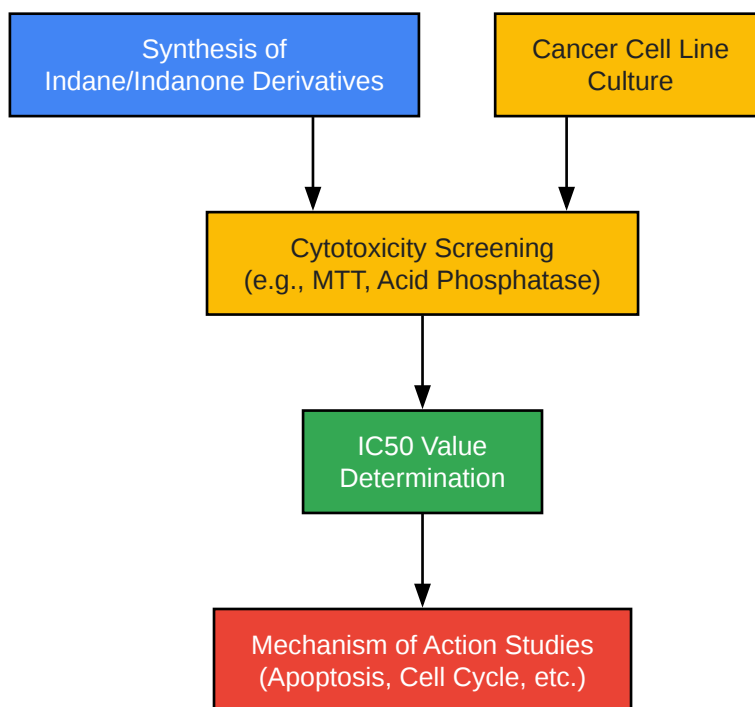 Synthesis of
Indane/Indanone Derivatives
Cancer Cell Line
Culture
Cytotoxicity Screening
(e.g., MTT, Acid Phosphatase)
IC50 Value
Determination
Mechanism of Action Studies
(Apoptosis, Cell Cycle, etc.)